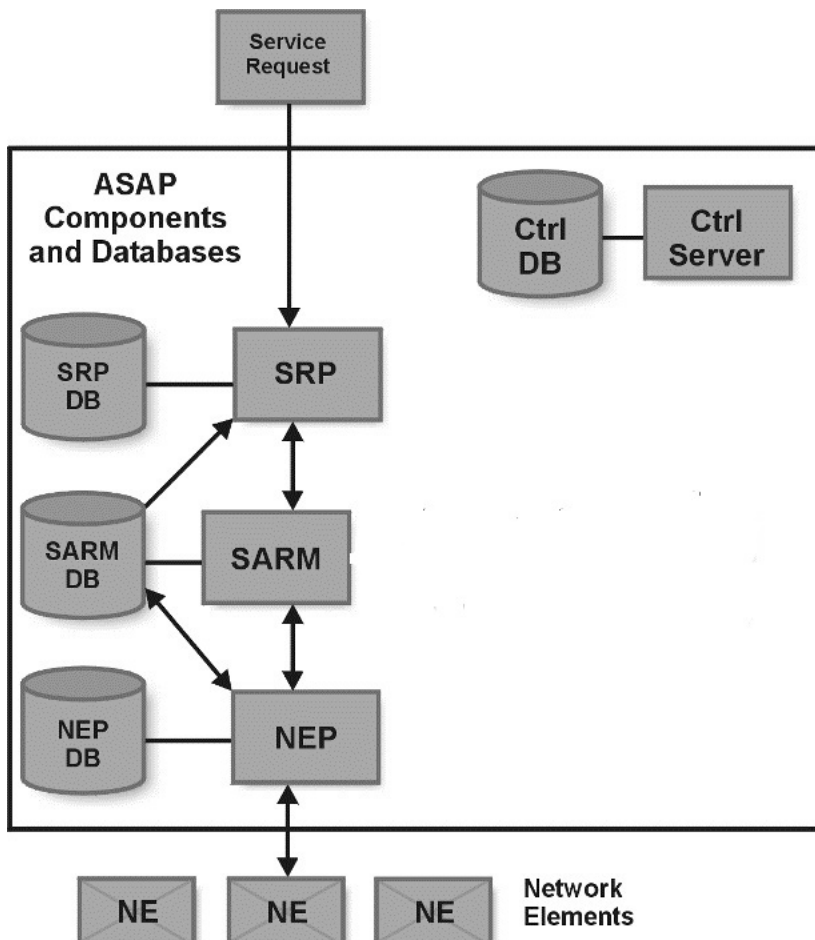 Service
Request
ASAP
Components
and Databases
Ctrl
DB
Ctrl
Server
SRP
DB
SRP
SARM
DB
SARM
NEP
DB
NEP
NE
NE
NE
Network
Elements